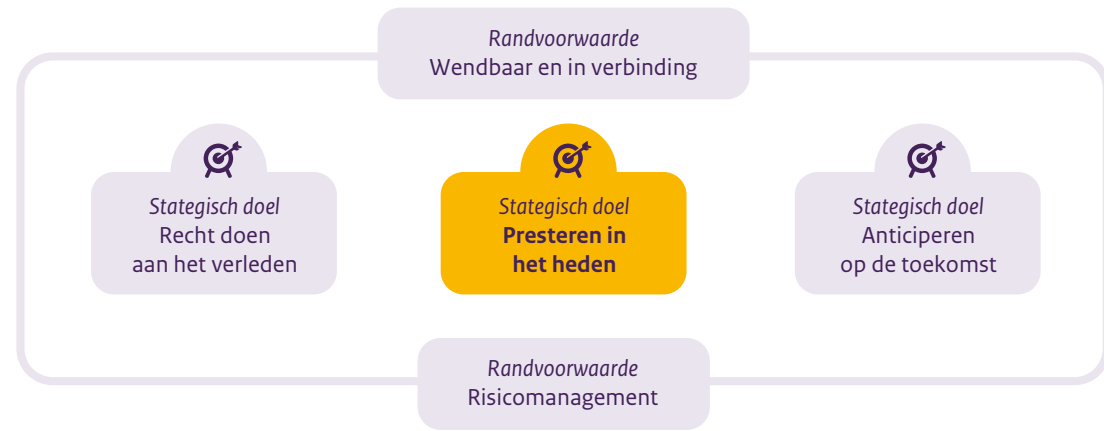 Randvoorwaarde
Wendbaar en in verbinding
Stategisch doel
Recht doen
aan het verleden
Stategisch doel
Presteren in
het heden
Stategisch doel
Anticiperen
op de toekomst
Randvoorwaarde
Risicomanagement